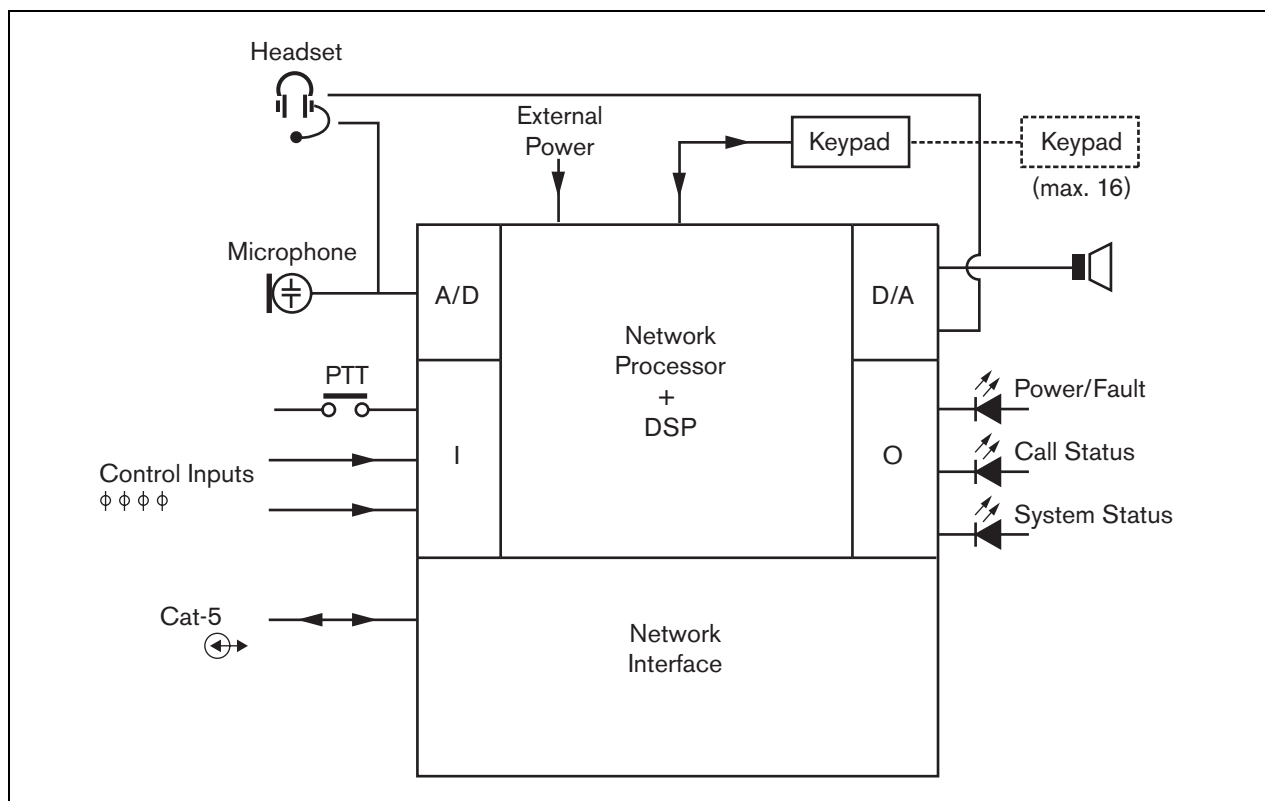 Headset
External
Power
Keypad
Keypad
(max. 16)
Microphone
A/D
D/A
Network
Processor
+
DSP
PTT
Power/Fault
I
O
Call Status
Control Inputs
System Status
Cat-5
Network
Interface